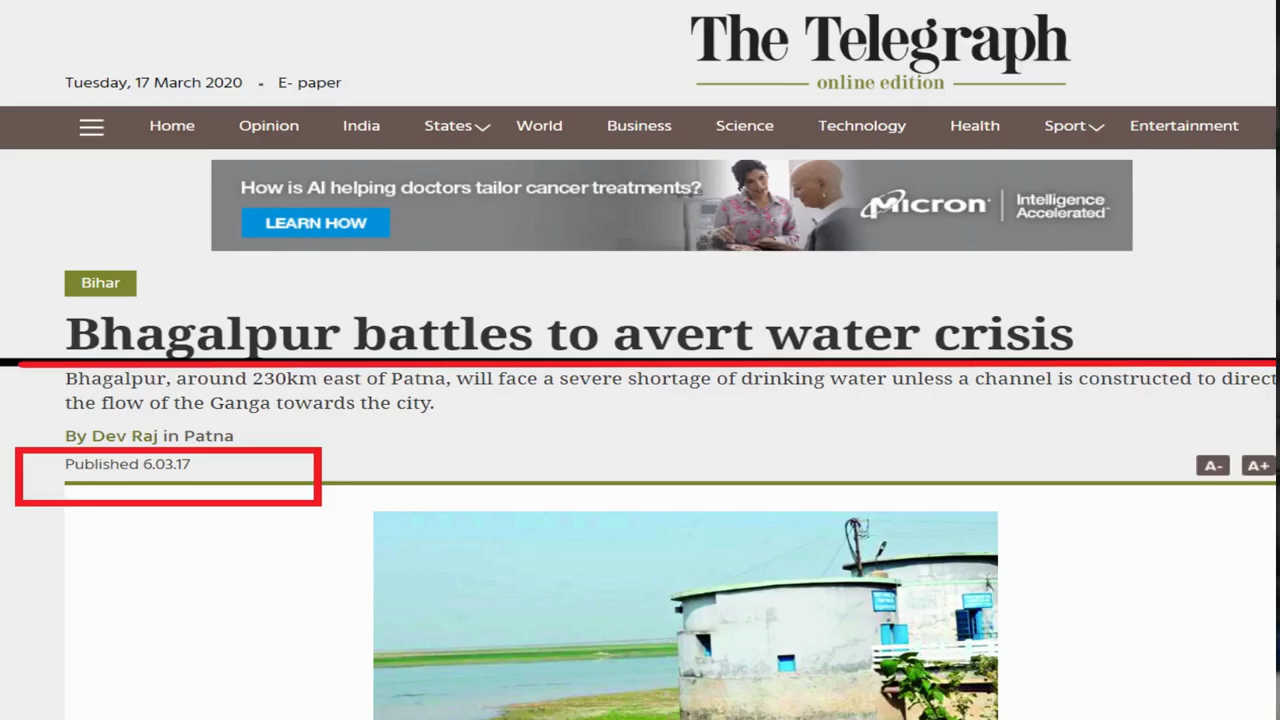 The Telegraph
online edition
Tuesday, 17 March 2020 - E- paper
Home Opinion India States World Business Science Technology Health Sport Entertainment
How is AI helping doctors tailor cancer treatments?
LEARN HOW
Micron
Intelligence
Accelerated
Bihar
Bhagalpur battles to avert water crisis
Bhagalpur, around 230km east of Patna, will face a severe shortage of drinking water unless a channel is constructed to direct
the flow of the Ganga towards the city.
By Dev Raj in Patna
Published 6.03.17
A- A+